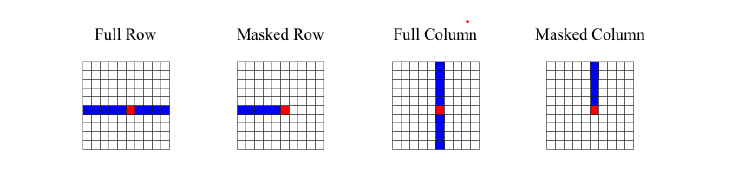 Full Row
Masked Row
Full Column
Masked Column